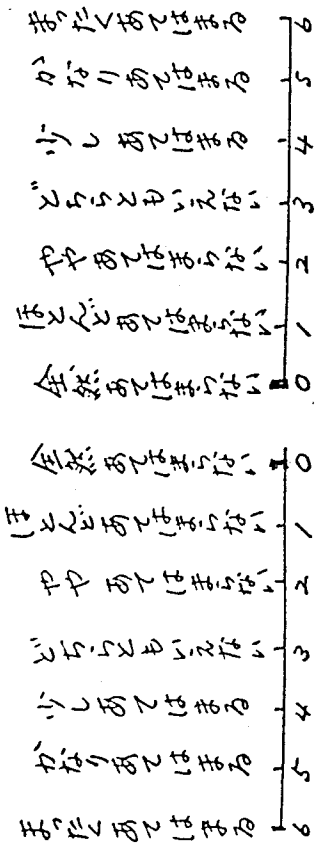 まったくあてはまる 6
かなりあてはまる 5
少しあてはまる 4
どちらともいえない 3
ややあてはまらない 2
ほとんどあてはまらない 1
全然あてはまらない 0
全然あてはまらない 0
ほとんどあてはまらない 1
ややあてはまらない 2
どちらともいえない 3
少しあてはまる 4
かなりあてはまる 5
まったくあてはまる 6